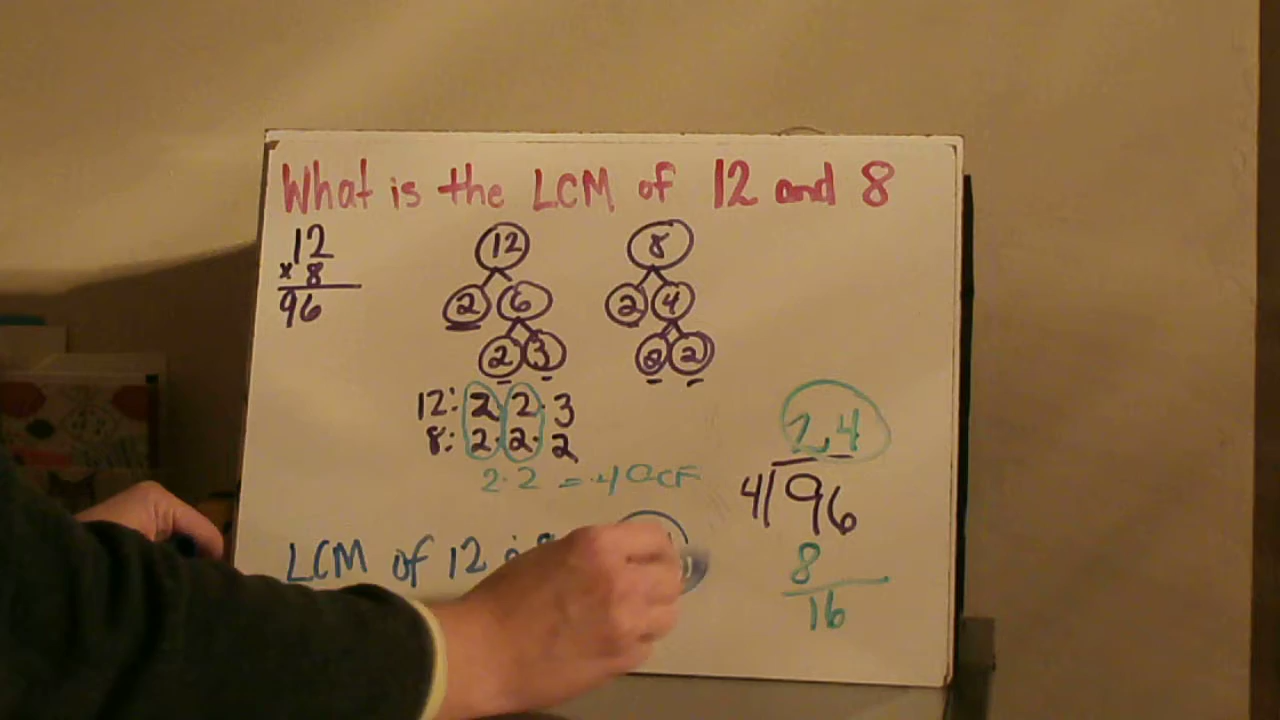 What is the LCM of 12 and 8
12
× 8
96
12
2 6
2 3
8
2 4
2 2
12: 2 · 2 · 3
8: 2 · 2 · 2
2 · 2 = 4 GCF
24
4 96
8
16
LCM of 12